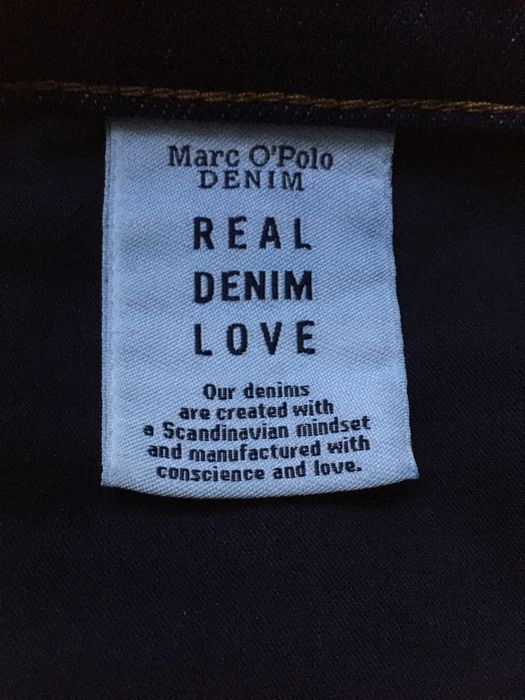 Marc O'Polo
DENIM
REAL
DENIM
LOVE
Our denims
are created with
a Scandinavian mindset
and manufactured with
conscience and love.